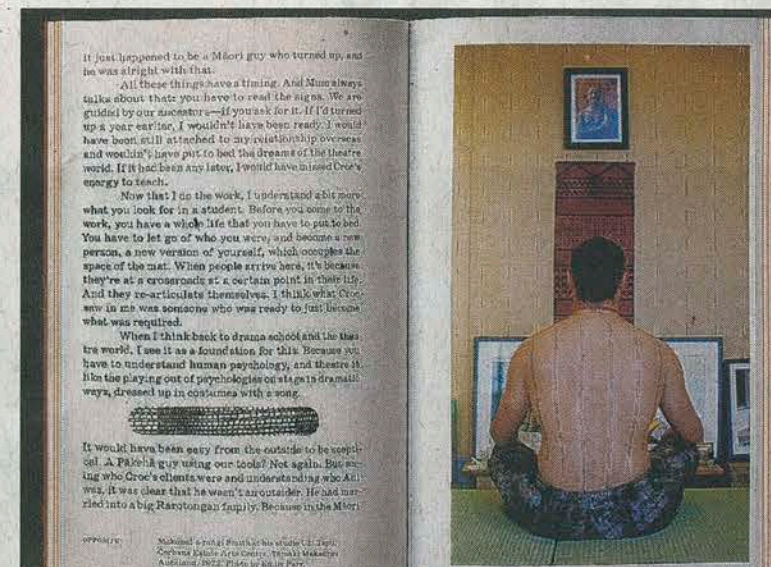 it just happened to be a Māori guy who turned up, and
he was alright with that.
All these things have a timing. And Mum always
talks about that: you have to read the signs. We are
guided by our ancestors—if you ask for it. If I'd turned
up a year earlier, I wouldn't have been ready. I would
have been still attached to my relationship overseas
and wouldn't have put to bed the dreams of the theatre
world. If it had been any later, I would have missed Croc's
energy to teach.
Now that I do the work, I understand a bit more
what you look for in a student. Before you come to the
work, you have a whole life that you have to put to bed.
You have to let go of who you were, and become a new
person, a new version of yourself, which occupies the
space of the mat. When people arrive here, it's because
they're at a crossroads at a certain point in their life.
And they re-articulate themselves. I think what Croc
saw in me was someone who was ready to just become
what was required.
When I think back to drama school and the thea-
tre world, I see it as a foundation for this. Because you
have to understand human psychology, and theatre is
like the playing out of psychologies on stage in dramatic
ways, dressed up in costumes with a song.
It would have been easy from the outside to be scepti-
cal. A Pākehā guy using our tools? Not again. But see-
ing who Croc's clients were and understanding who Ani
was, it was clear that he wasn't an outsider. He had mar-
ried into a big Rarotongan family. Because in the Māori
OPPOSITE
Smith at his studio
Corbans Estate Arts Centre, Tāmaki Makaurau
Auckland, Photo by